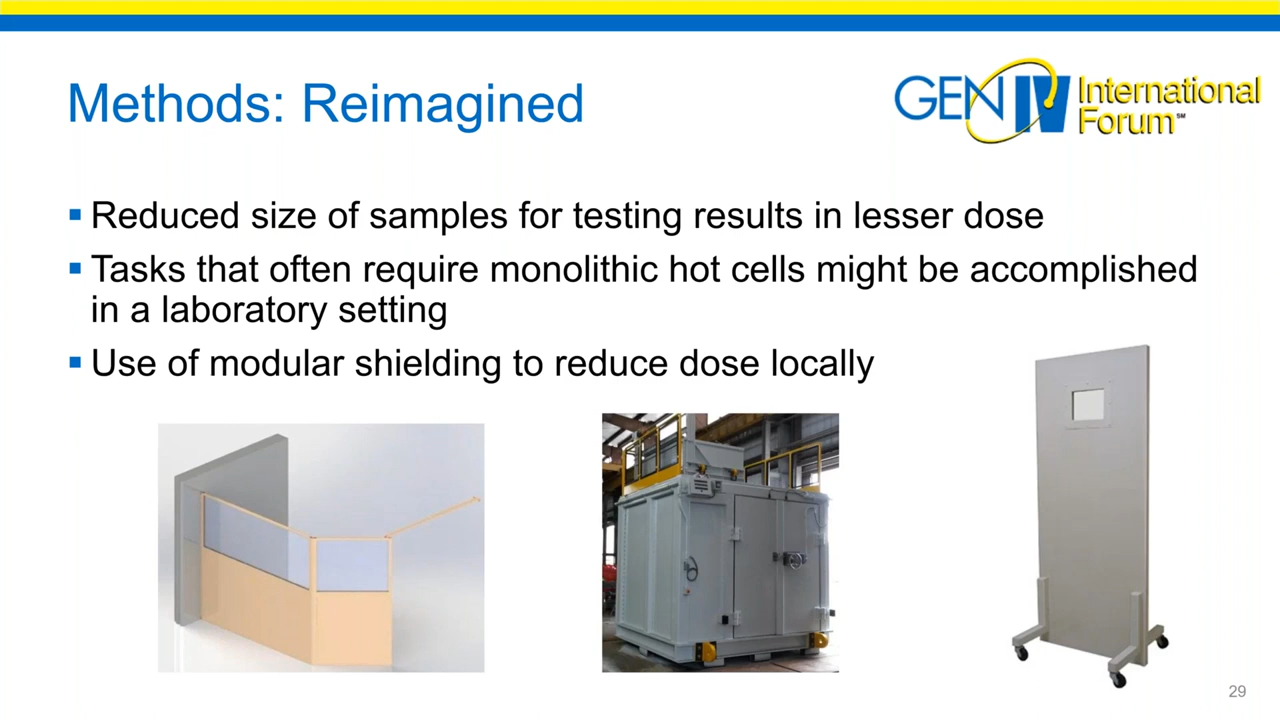 Methods: Reimagined
GEN IV International
Forum℠
▪ Reduced size of samples for testing results in lesser dose
▪ Tasks that often require monolithic hot cells might be accomplished
in a laboratory setting
▪ Use of modular shielding to reduce dose locally
29